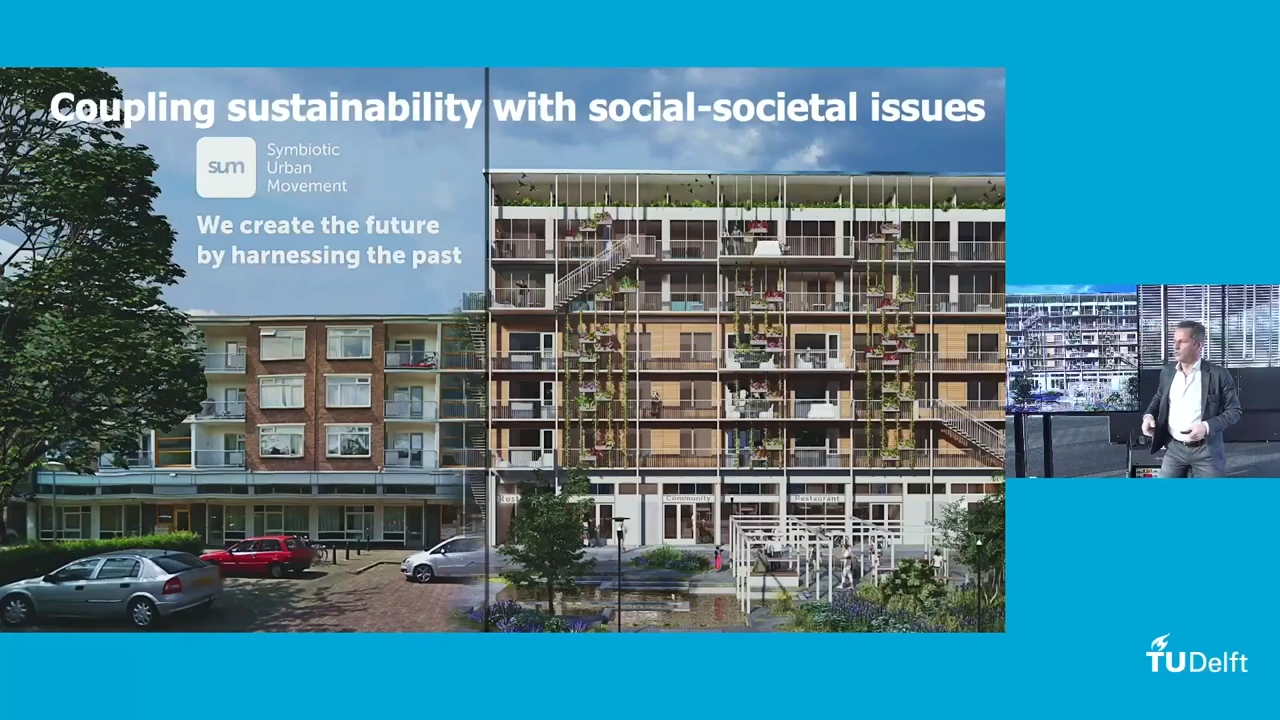 Coupling sustainability with social-societal issues
sum
Symbiotic
Urban
Movement
We create the future
by harnessing the past
Rest
Community
Restaurant
TUDelft